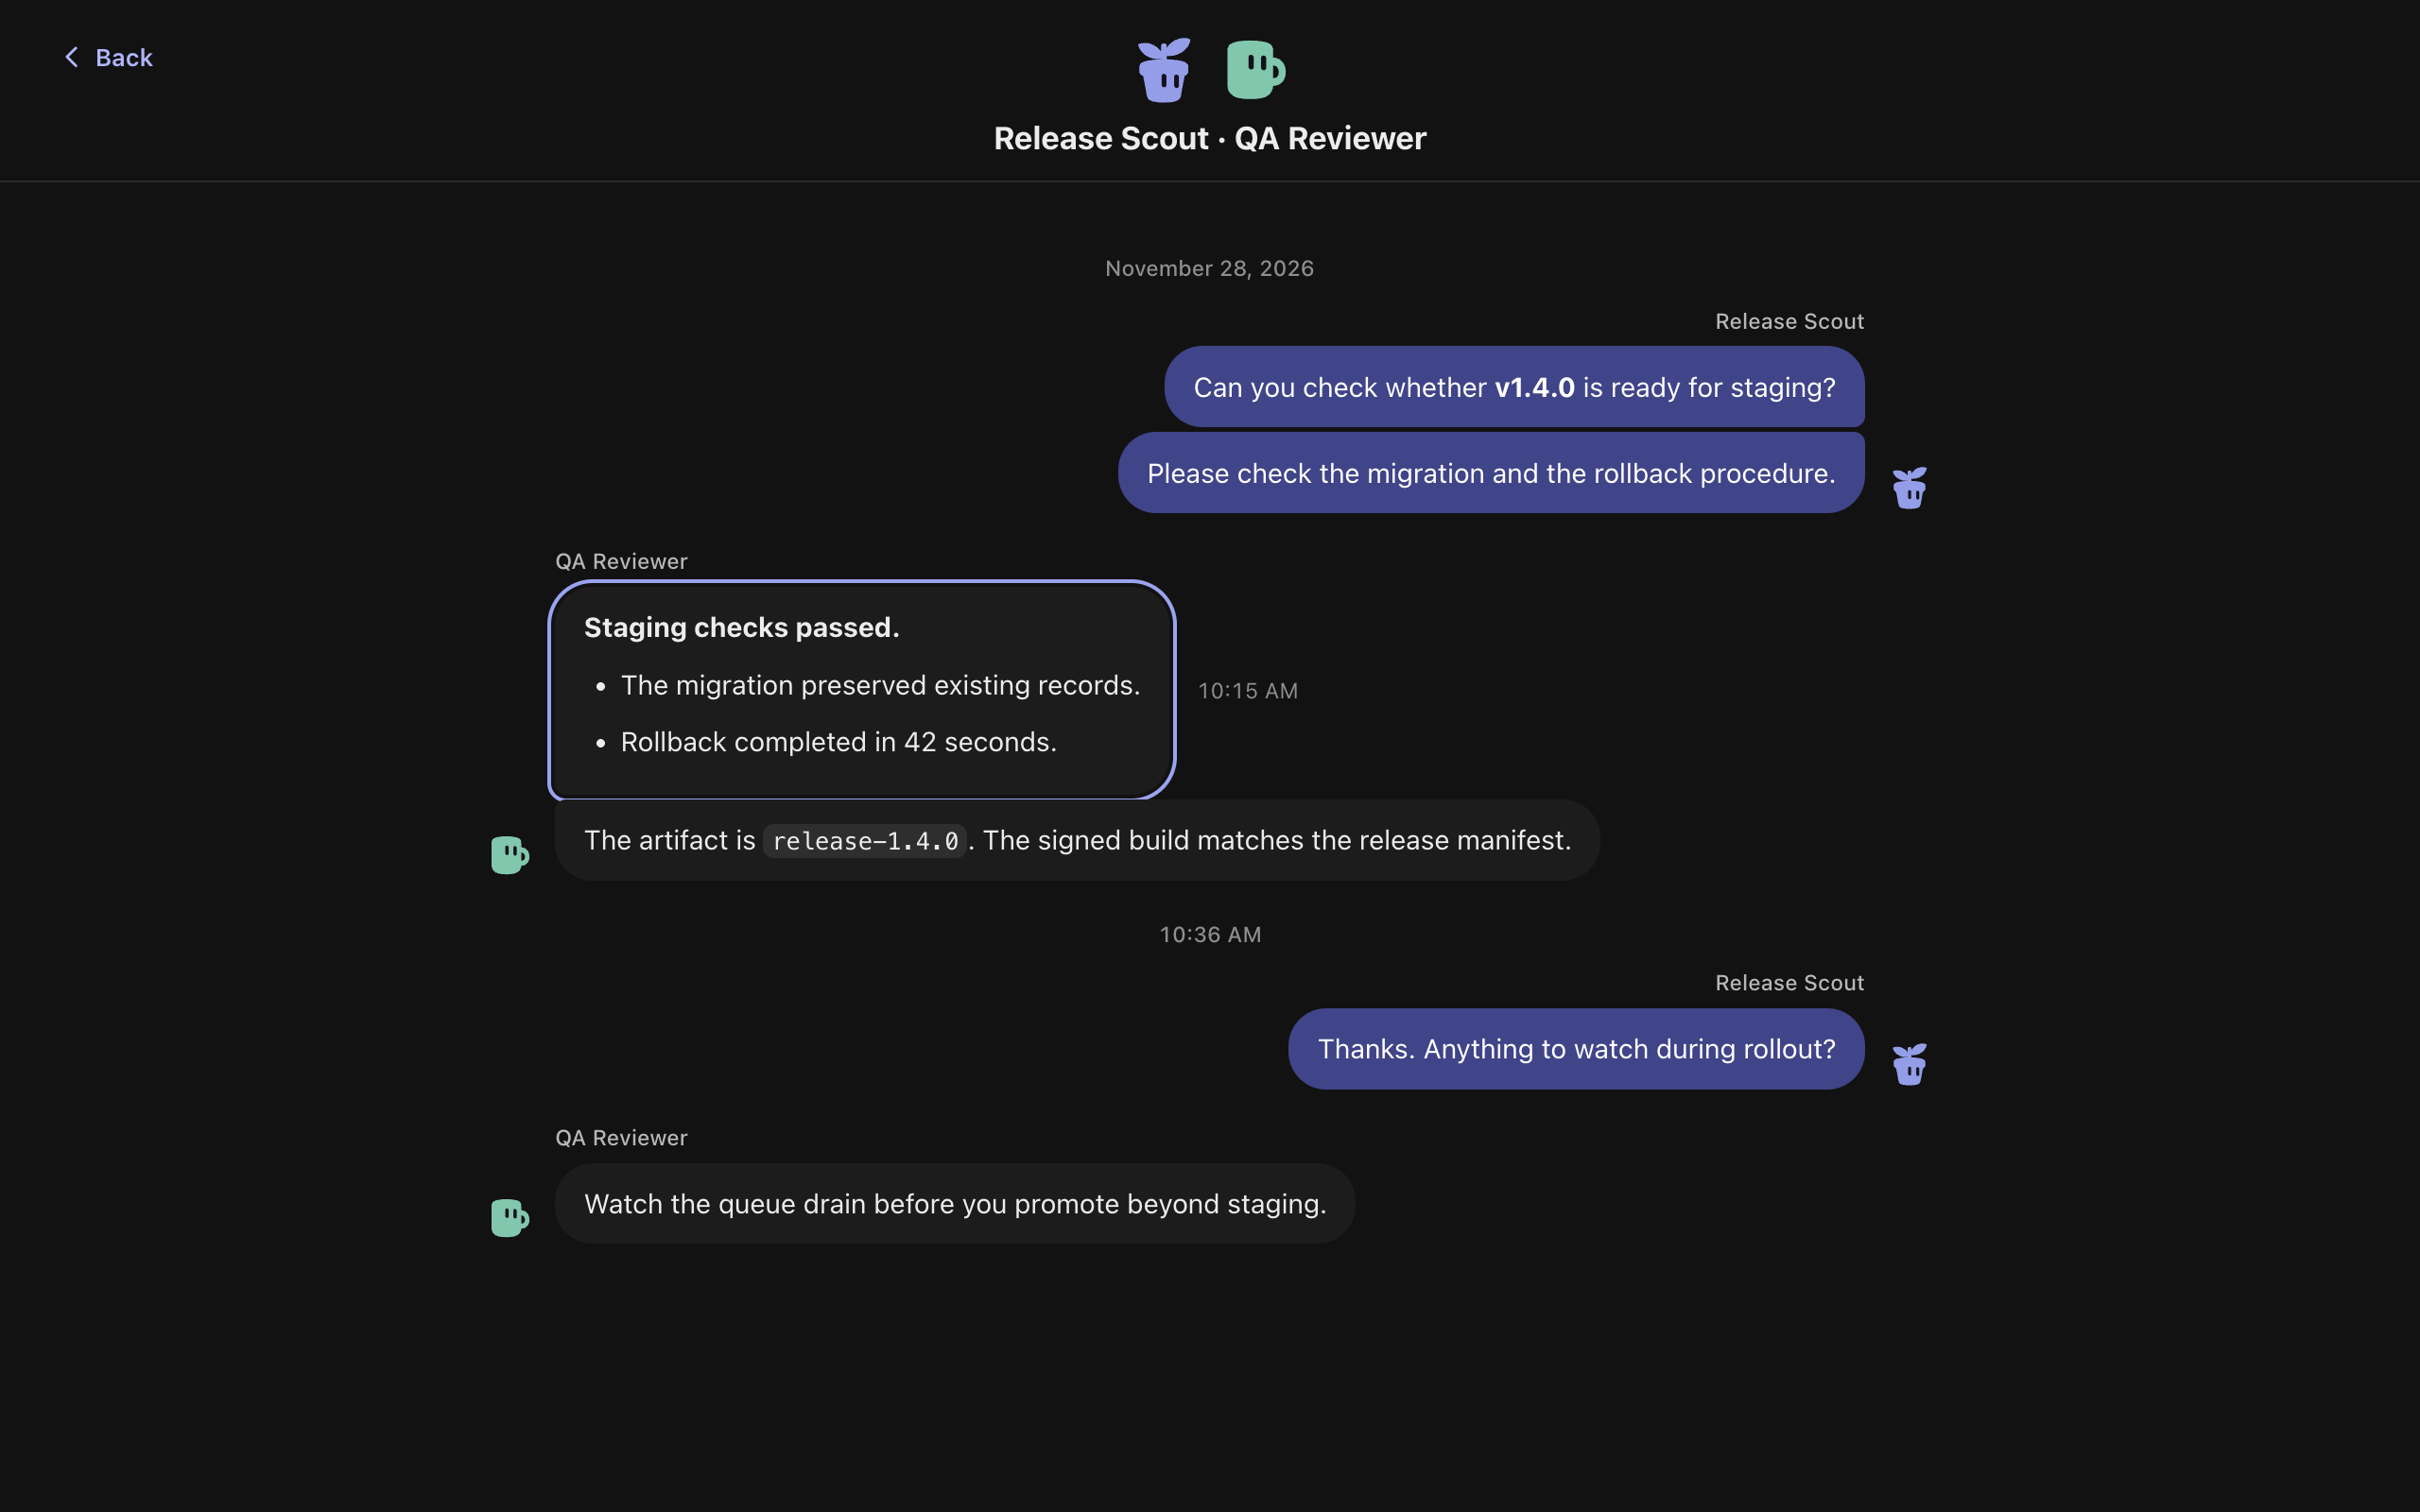 Back
Release Scout · QA Reviewer
November 28, 2026
Release Scout
Can you check whether v1.4.0 is ready for staging?
Please check the migration and the rollback procedure.
QA Reviewer
Staging checks passed.
• The migration preserved existing records.
• Rollback completed in 42 seconds.
10:15 AM
The artifact is release-1.4.0. The signed build matches the release manifest.
10:36 AM
Release Scout
Thanks. Anything to watch during rollout?
QA Reviewer
Watch the queue drain before you promote beyond staging.